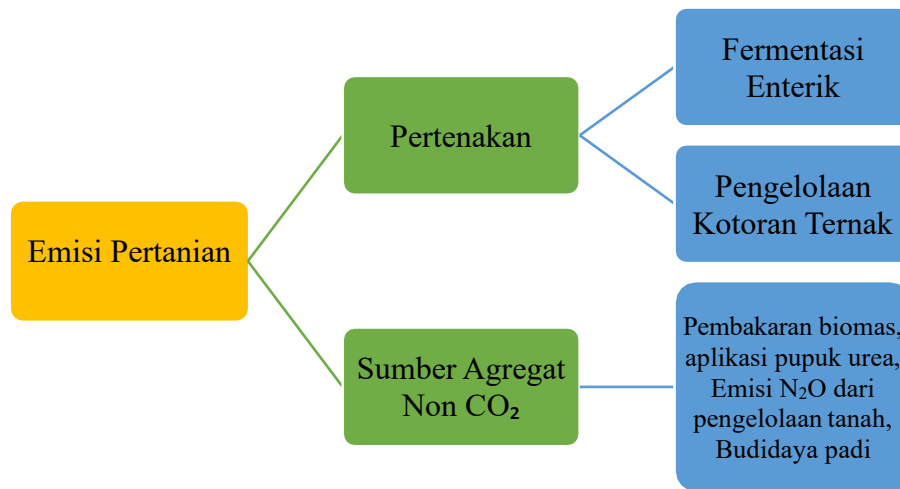 Emisi Pertanian
Pertenakan
Fermentasi
Enterik
Pengelolaan
Kotoran Ternak
Sumber Agregat
Non CO₂
Pembakaran biomas,
aplikasi pupuk urea,
Emisi N₂O dari
pengelolaan tanah,
Budidaya padi